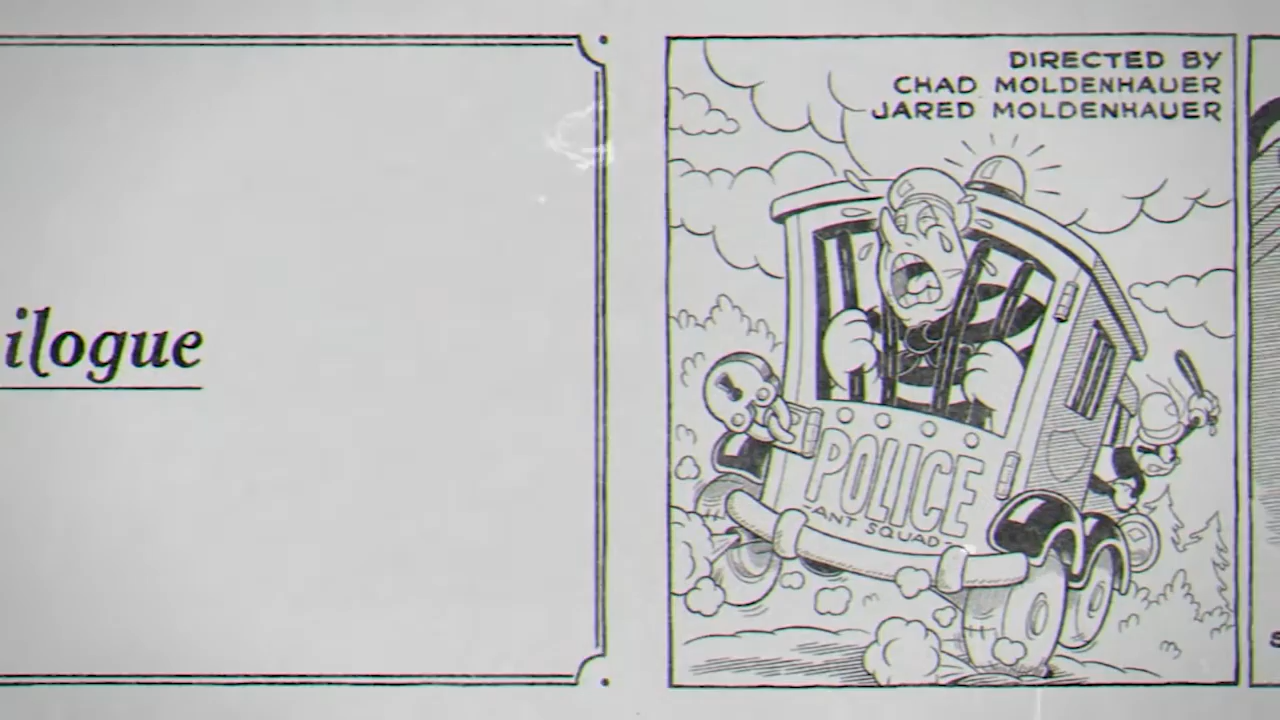 ilogue
DIRECTED BY
CHAD MOLDENHAUER
JARED MOLDENHAUER
POLICE
-ANT SQUAD-